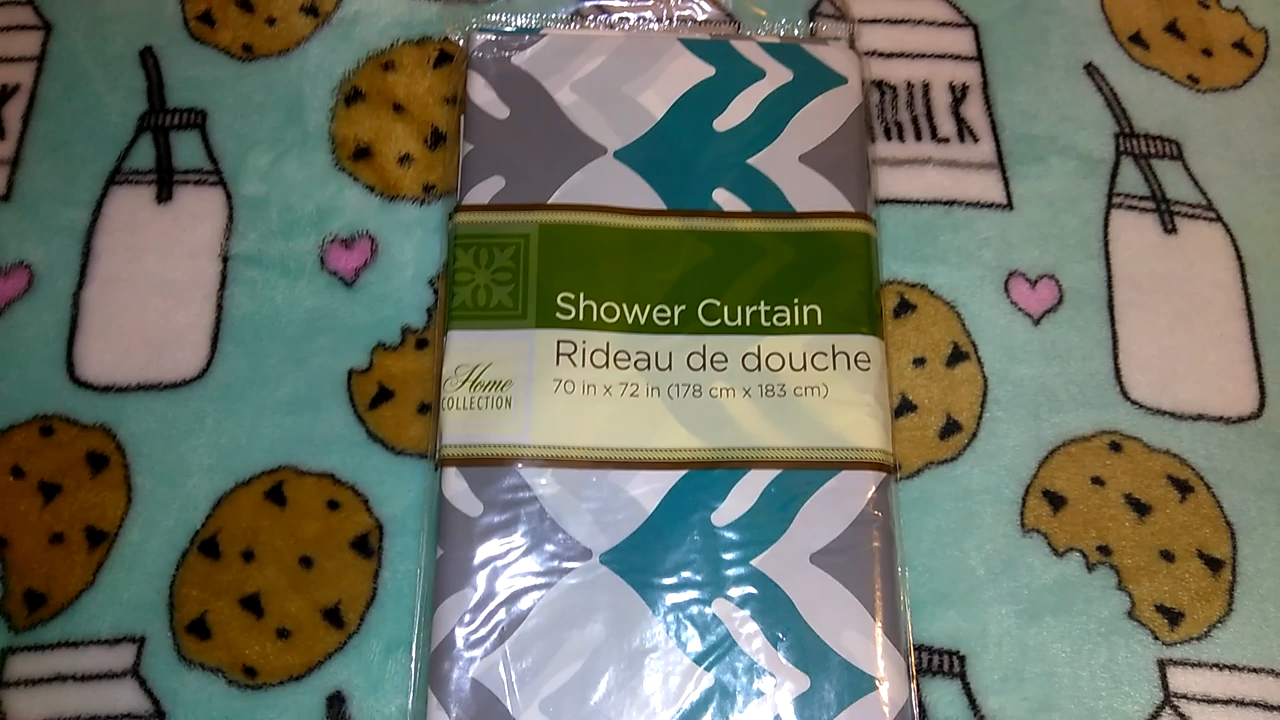 MILK
Shower Curtain
Rideau de douche
70 in x 72 in (178 cm x 183 cm)
Home
COLLECTION